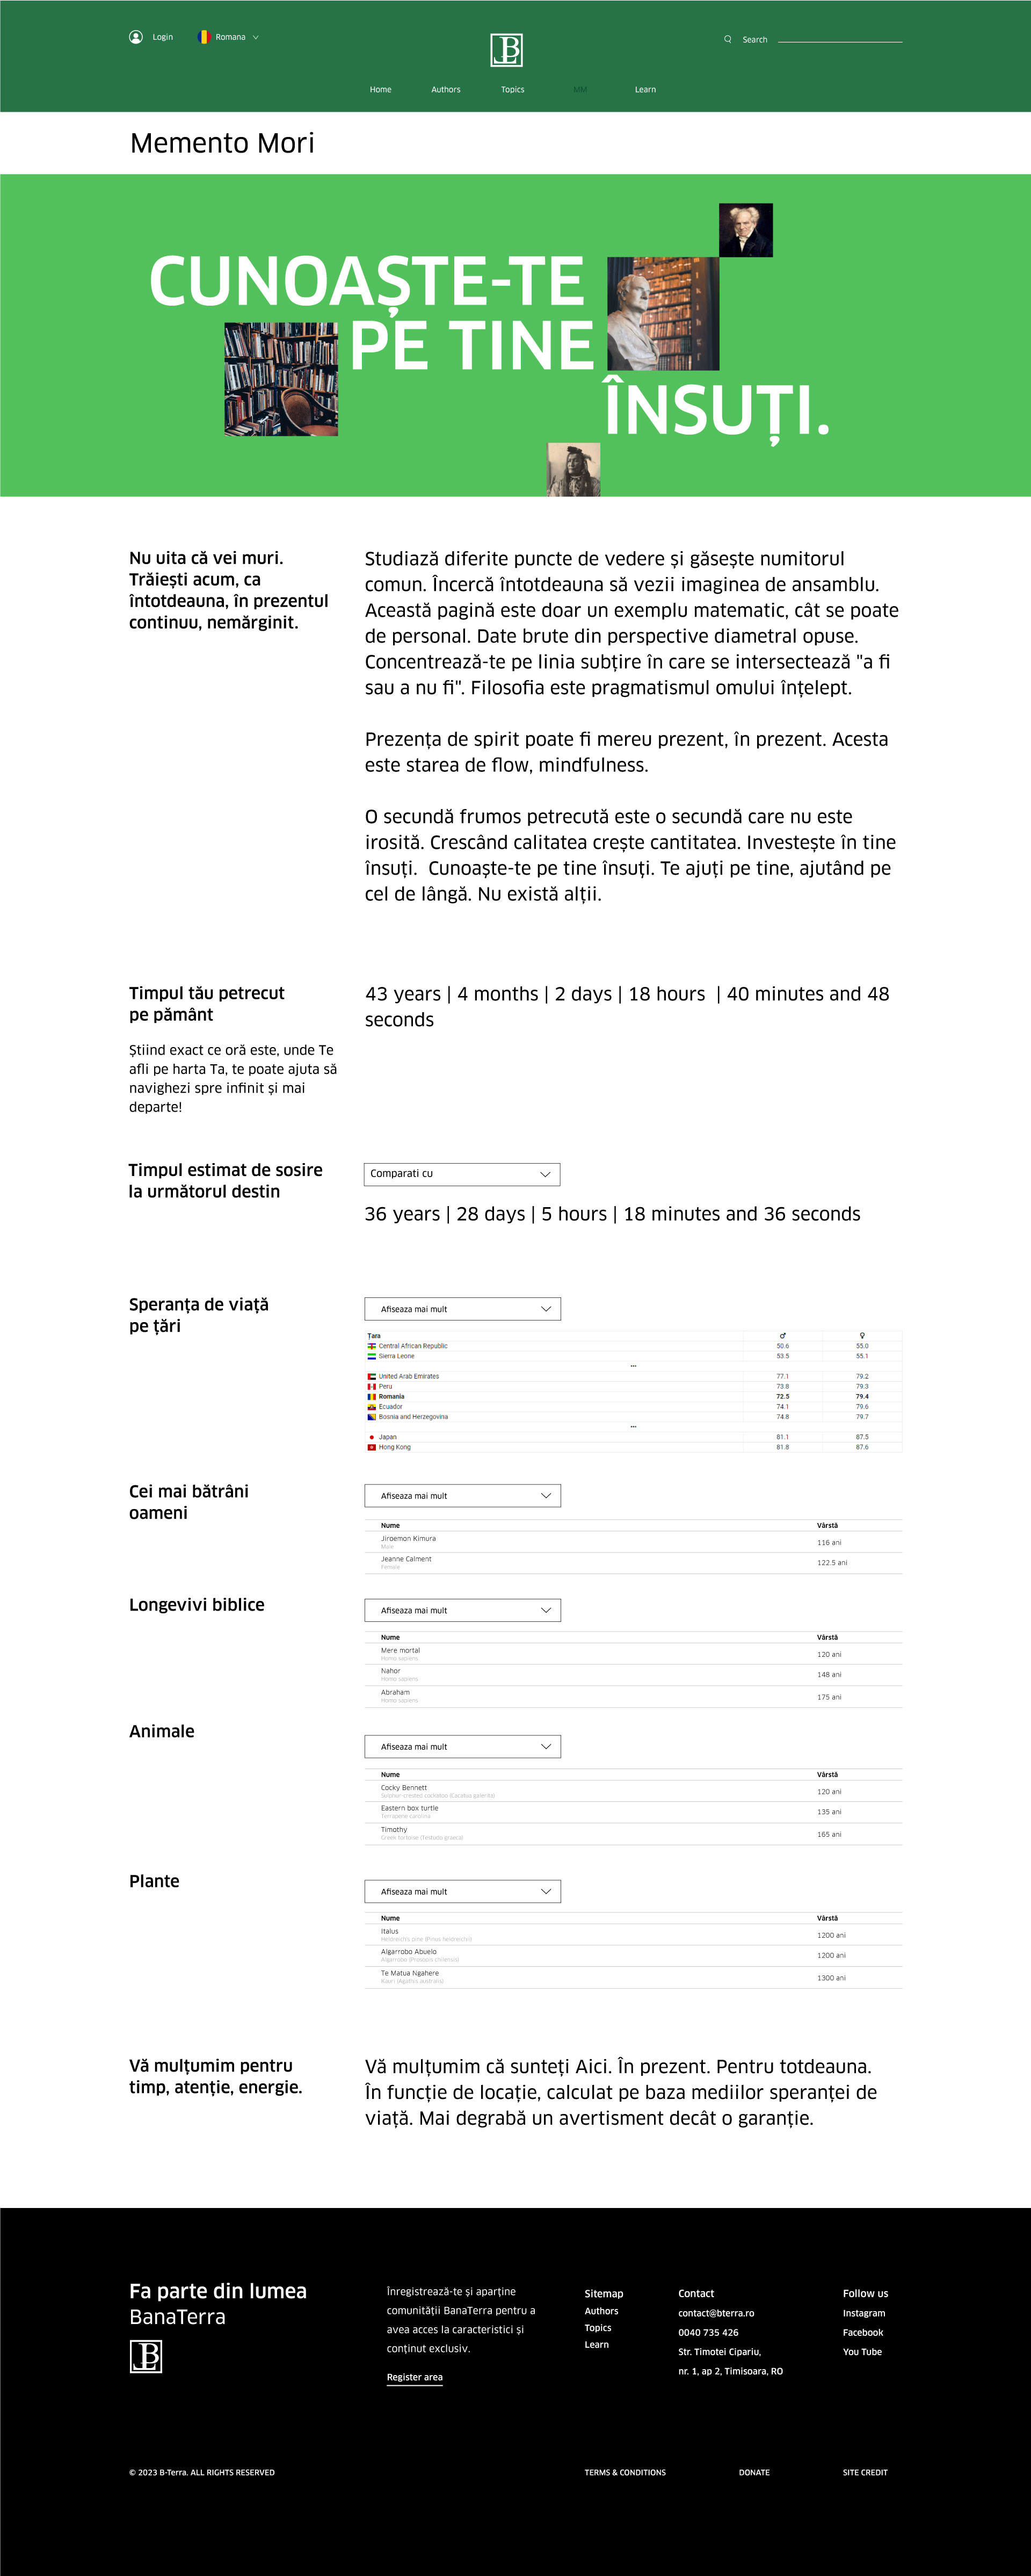 Login
Romana
Search
Home
Authors
Topics
MM
Learn
Memento Mori
CUNOAȘTE-TE
PE TINE
ÎNSUȚI.
Nu uita că vei muri.
Trăiești acum, ca
întotdeauna, în prezentul
continuu, nemărginit.
Studiază diferite puncte de vedere și găsește numitorul
comun. Încercă întotdeauna să vezii imaginea de ansamblu.
Această pagină este doar un exemplu matematic, cât se poate
de personal. Date brute din perspective diametral opuse.
Concentrează-te pe linia subțire în care se intersectează "a fi
sau a nu fi". Filosofia este pragmatismul omului înțelept.
Prezența de spirit poate fi mereu prezent, în prezent. Acesta
este starea de flow, mindfulness.
O secundă frumos petrecută este o secundă care nu este
irosită. Crescând calitatea crește cantitatea. Investește în tine
însuți. Cunoaște-te pe tine însuți. Te ajuți pe tine, ajutând pe
cel de lângă. Nu există alții.
Timpul tău petrecut
pe pământ
Știind exact ce oră este, unde Te
afli pe harta Ta, te poate ajuta să
navighezi spre infinit și mai
departe!
43 years | 4 months | 2 days | 18 hours | 40 minutes and 48
seconds
Timpul estimat de sosire
la următorul destin
Comparati cu
36 years | 28 days | 5 hours | 18 minutes and 36 seconds
Speranța de viață
pe țări
Afiseaza mai mult
Țara ♂ ♀
Central African Republic 50.6 55.0
Sierra Leone 53.5 55.1
...
United Arab Emirates 77.1 79.2
Peru 73.8 79.3
Romania 72.5 79.4
Ecuador 74.1 79.6
Bosnia and Herzegovina 74.8 79.7
...
Japan 81.1 87.5
Hong Kong 81.8 87.6
Cei mai bătrâni
oameni
Afiseaza mai mult
Nume Vârstă
Jiroemon Kimura 116 ani
Male
Jeanne Calment 122.5 ani
Female
Longevivi biblice
Afiseaza mai mult
Nume Vârstă
Mere mortal 120 ani
Homo sapiens
Nahor 148 ani
Homo sapiens
Abraham 175 ani
Homo sapiens
Animale
Afiseaza mai mult
Nume Vârstă
Cocky Bennett 120 ani
Sulphur-crested cockatoo (Cacatua galerita)
Eastern box turtle 135 ani
Terrapene carolina
Timothy 165 ani
Greek tortoise (Testudo graeca)
Plante
Afiseaza mai mult
Nume Vârstă
Italus 1200 ani
Heldreichs pine (Pinus heldreichii)
Algarrobo Abuelo 1200 ani
Algarrobo (Prosopis chilensis)
Te Matua Ngahere 1300 ani
Kauri (Agathis australis)
Vă mulțumim pentru
timp, atenție, energie.
Vă mulțumim că sunteți Aici. În prezent. Pentru totdeauna.
În funcție de locație, calculat pe baza mediilor speranței de
viață. Mai degrabă un avertisment decât o garanție.
Fa parte din lumea
BanaTerra
Înregistrează-te și aparține
comunității BanaTerra pentru a
avea acces la caracteristici și
conținut exclusiv.
Register area
Sitemap
Authors
Topics
Learn
Contact
contact@bterra.ro
0040 735 426
Str. Timotei Cipariu,
nr. 1, ap 2, Timisoara, RO
Follow us
Instagram
Facebook
You Tube
© 2023 B-Terra. ALL RIGHTS RESERVED
TERMS & CONDITIONS
DONATE
SITE CREDIT